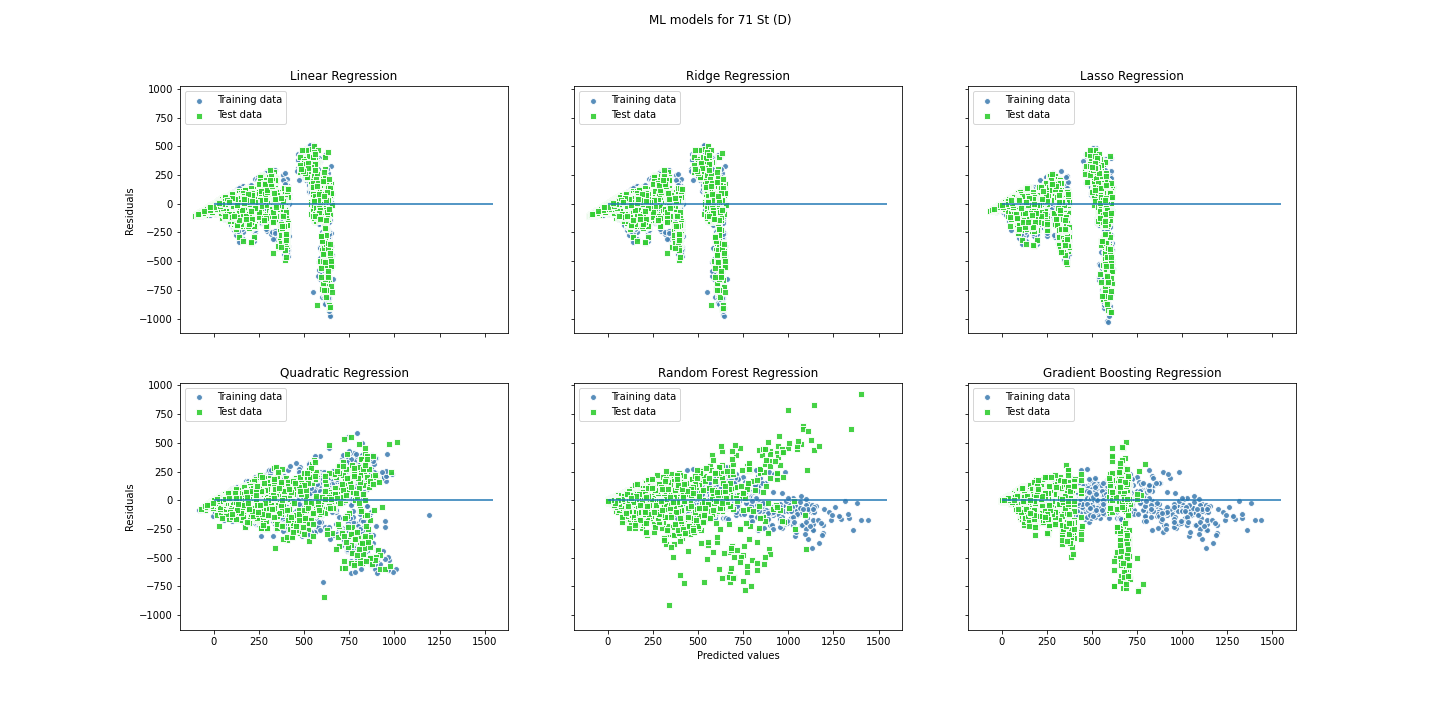 ML models for 71 St (D)
Linear Regression
Ridge Regression
Lasso Regression
Training data
Test data
Training data
Test data
Training data
Test data
1000
750
500
250
0
−250
−500
−750
−1000
Residuals
Quadratic Regression
Random Forest Regression
Gradient Boosting Regression
Training data
Test data
Training data
Test data
Training data
Test data
1000
750
500
250
0
−250
−500
−750
−1000
Residuals
0 250 500 750 1000 1250 1500
0 250 500 750 1000 1250 1500
0 250 500 750 1000 1250 1500
Predicted values